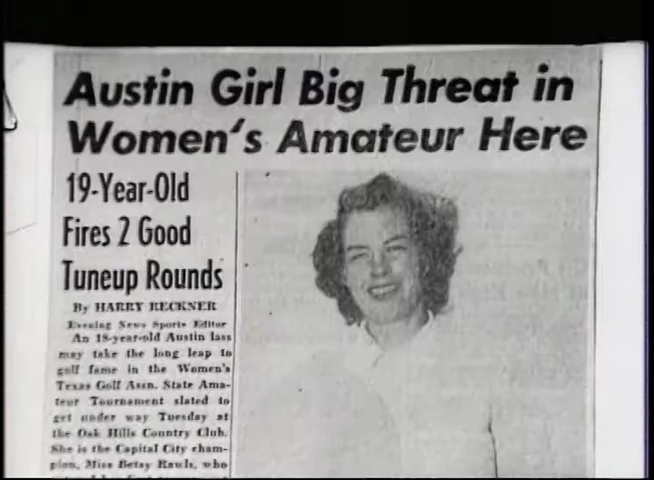 Austin Girl Big Threat in
Women's Amateur Here
19-Year-Old
Fires 2 Good
Tuneup Rounds
By HARRY RECKNER
Evening News Sports Editor
An 18-year-old Austin lass
may take the long leap to
golf fame in the Women's
Texas Golf Assn. State Ama-
teur Tournament slated to
get under way Tuesday at
the Oak Hills Country Club.
She is the Capital City cham-
pion, Miss Betsy Rawls, who